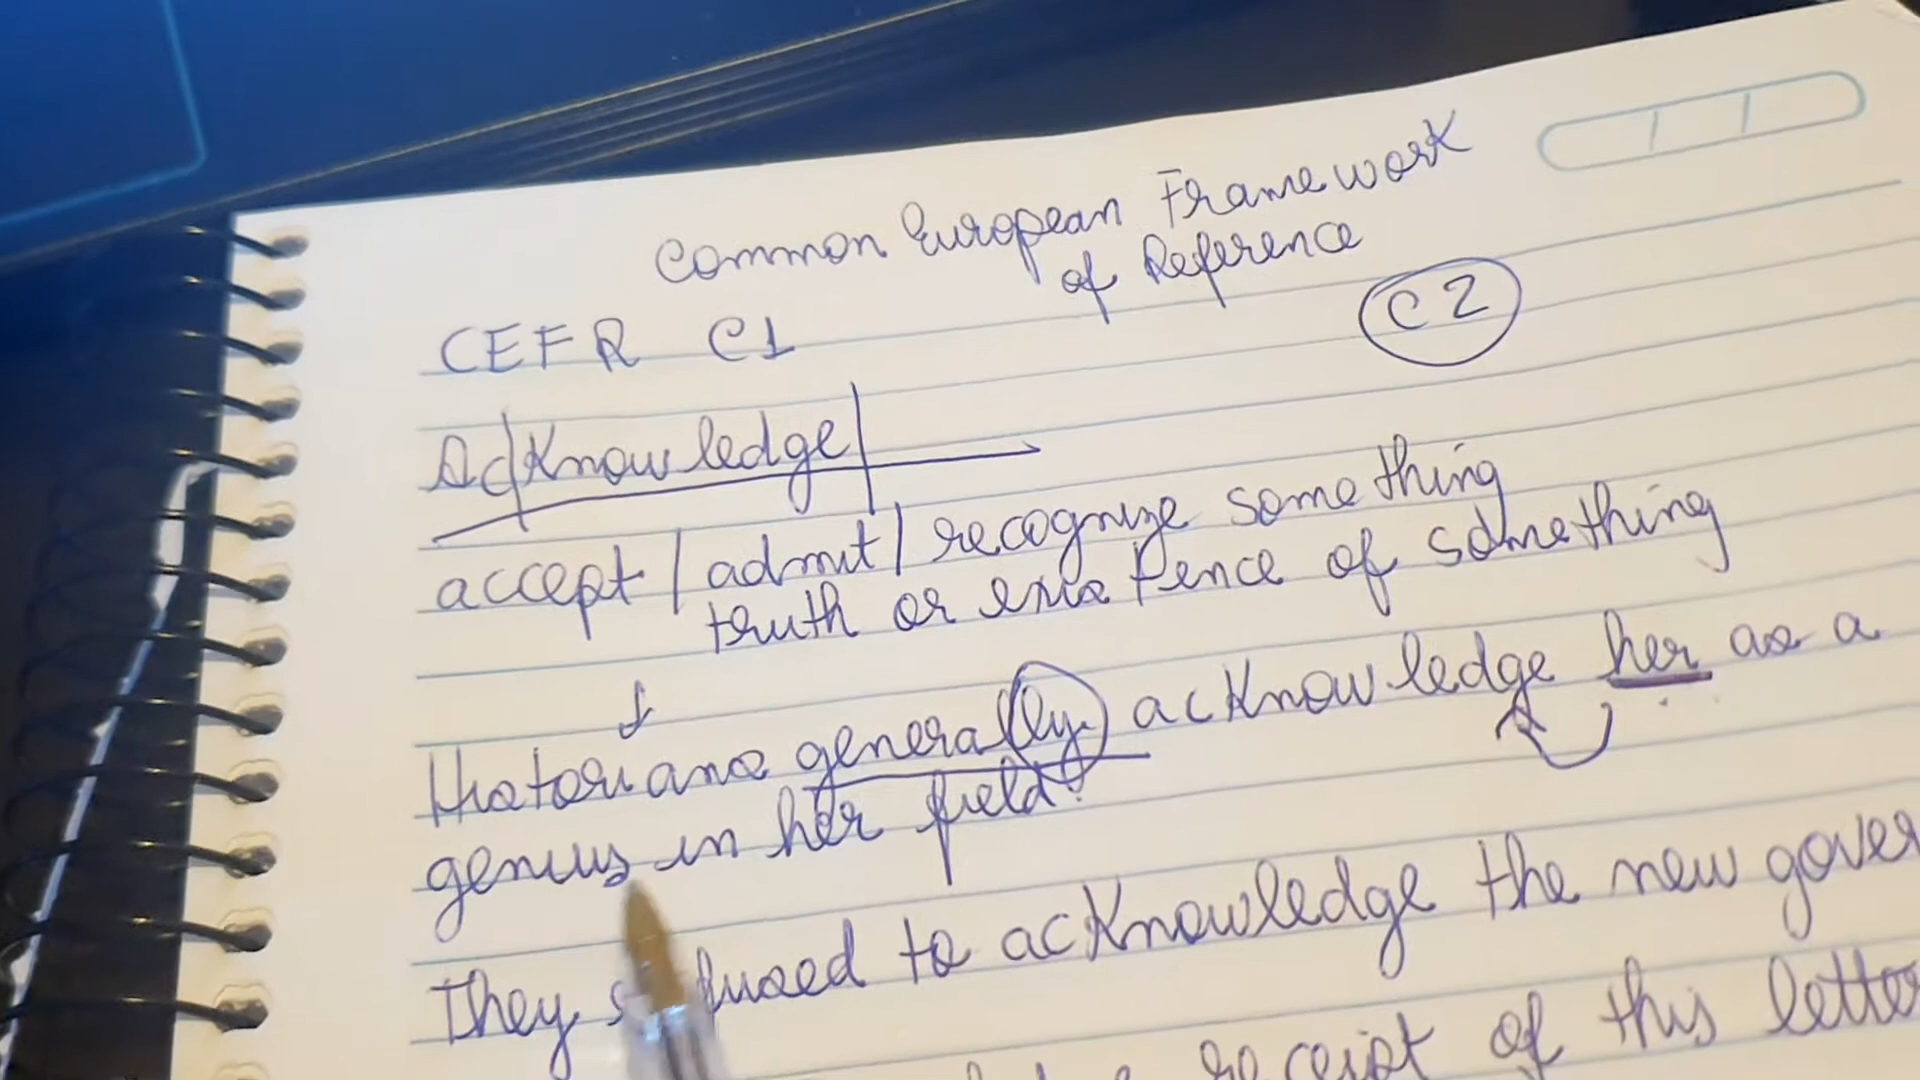 Common European Framework
of Reference
C2
CEFR C1
Acknowledge
accept / admit / recognize something
truth or existence of something
Historians generally acknowledge her as a
genius in her field.
They refused to acknowledge the new gover
receipt of this letter